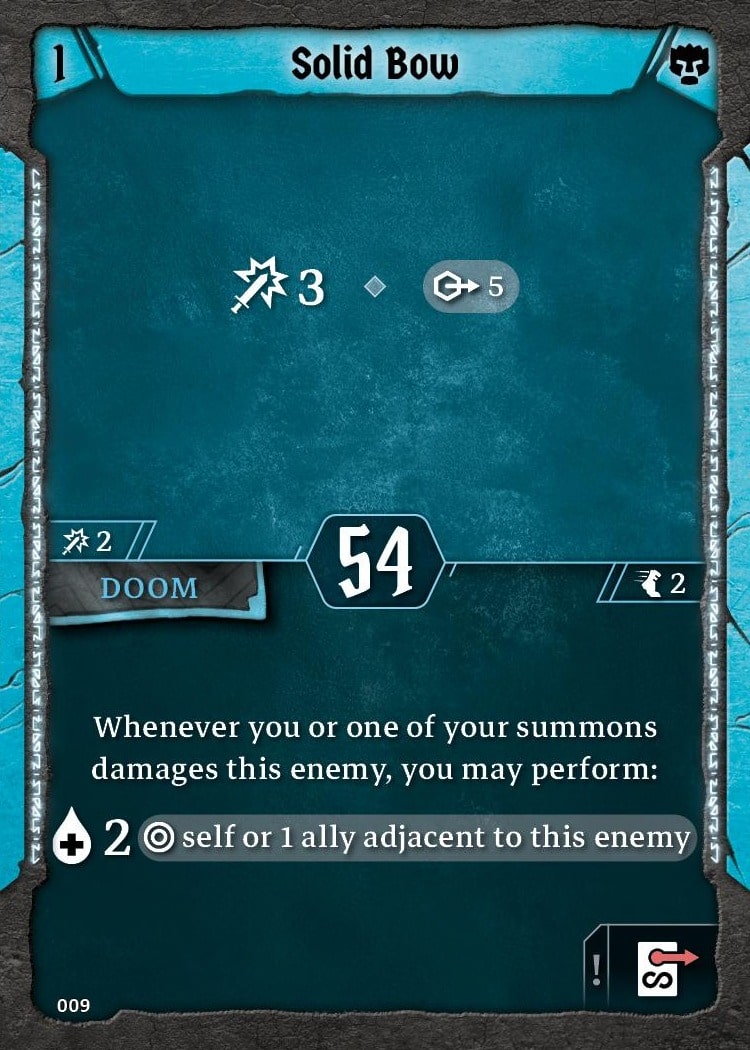 1 Solid Bow
3 5
2
54
DOOM
2
Whenever you or one of your summons
damages this enemy, you may perform:
2 self or 1 ally adjacent to this enemy
!
009